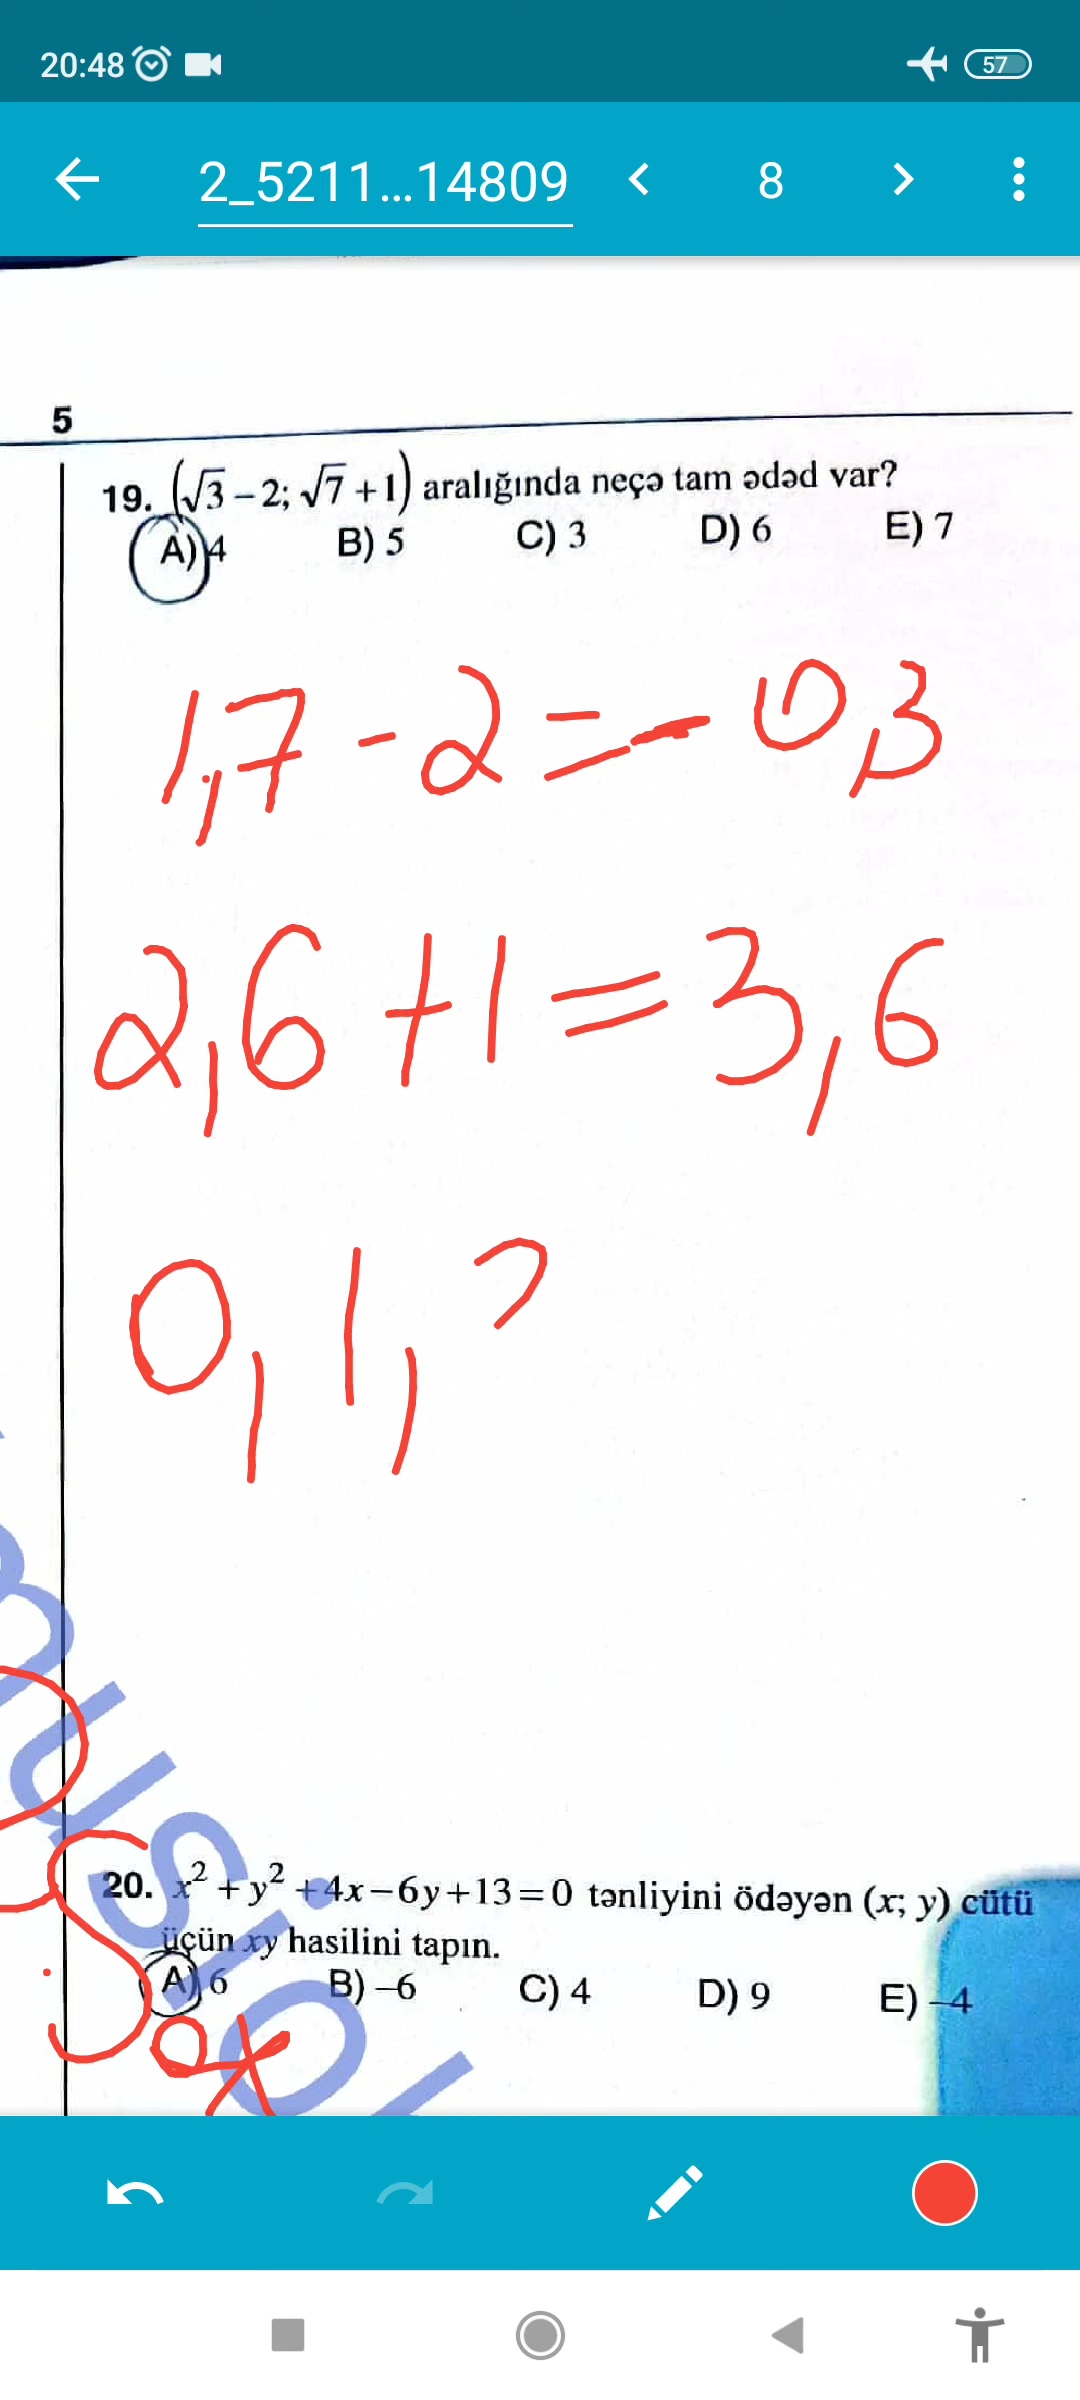 20:48 57
2_5211...14809 < 8 >
5
19. (√3 – 2; √7 + 1) aralığında neçə tam ədəd var?
A) 4 B) 5 C) 3 D) 6 E) 7
1,7 - 2 = - 0,3
2,6 + 1 = 3,6
0, 1, 2
20. x² + y² + 4x – 6y + 13 = 0 tənliyini ödəyən (x; y) cütü
üçün xy hasilini tapın.
A) 6 B) –6 C) 4 D) 9 E) –4